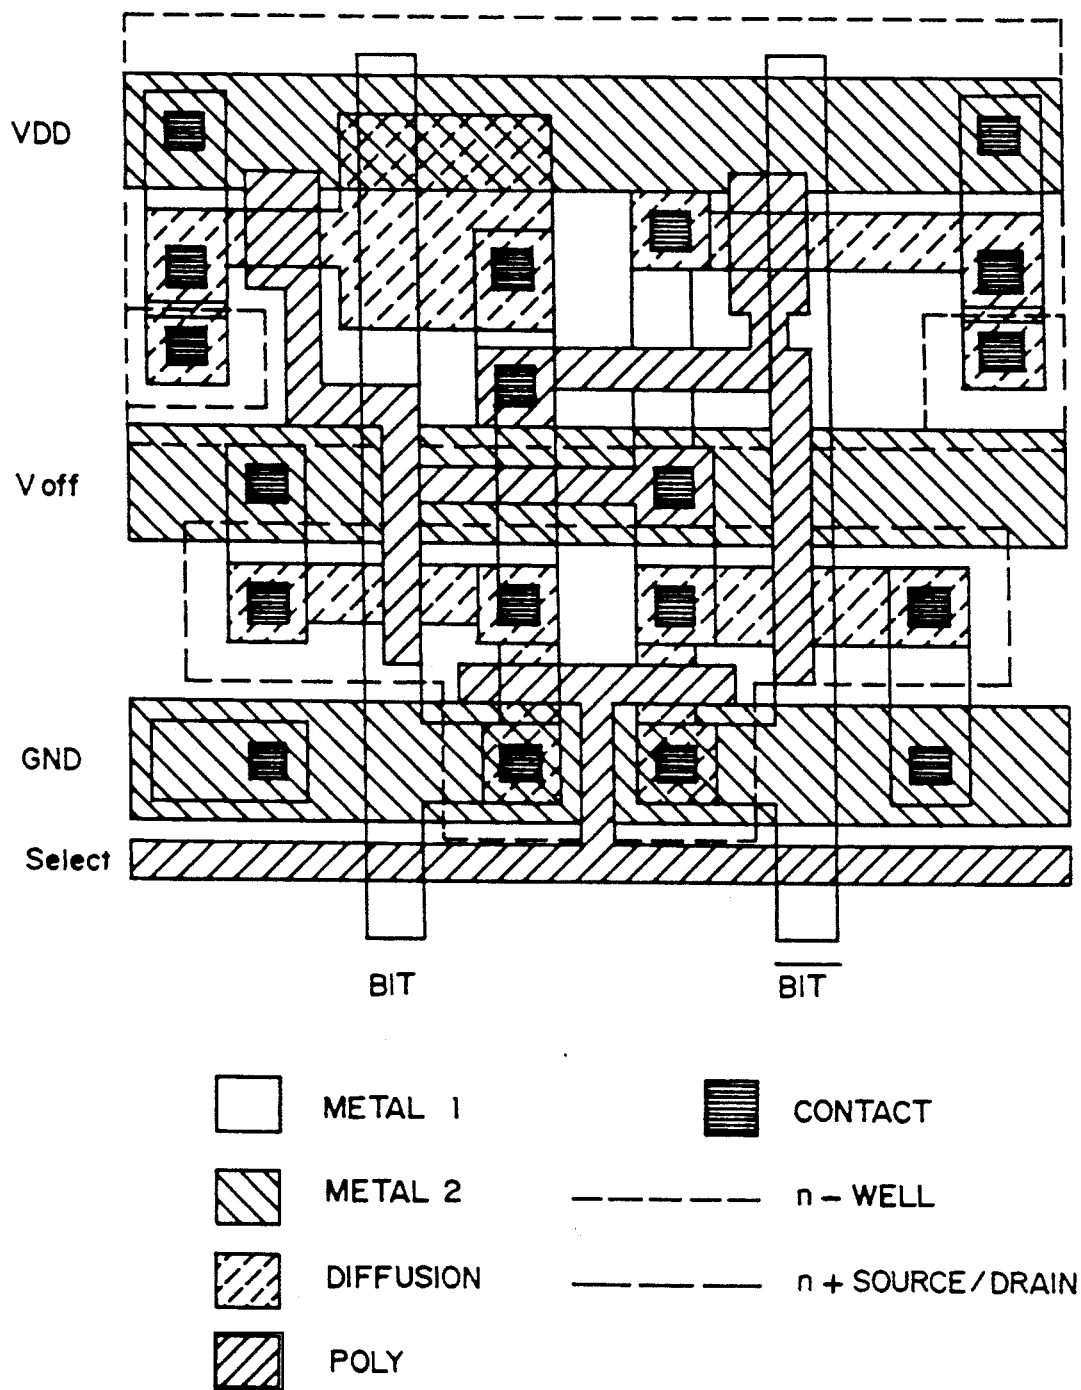 VDD
V off
GND
Select
BIT
BIT
METAL 1
METAL 2
DIFFUSION
POLY
CONTACT
n - WELL
n + SOURCE/DRAIN